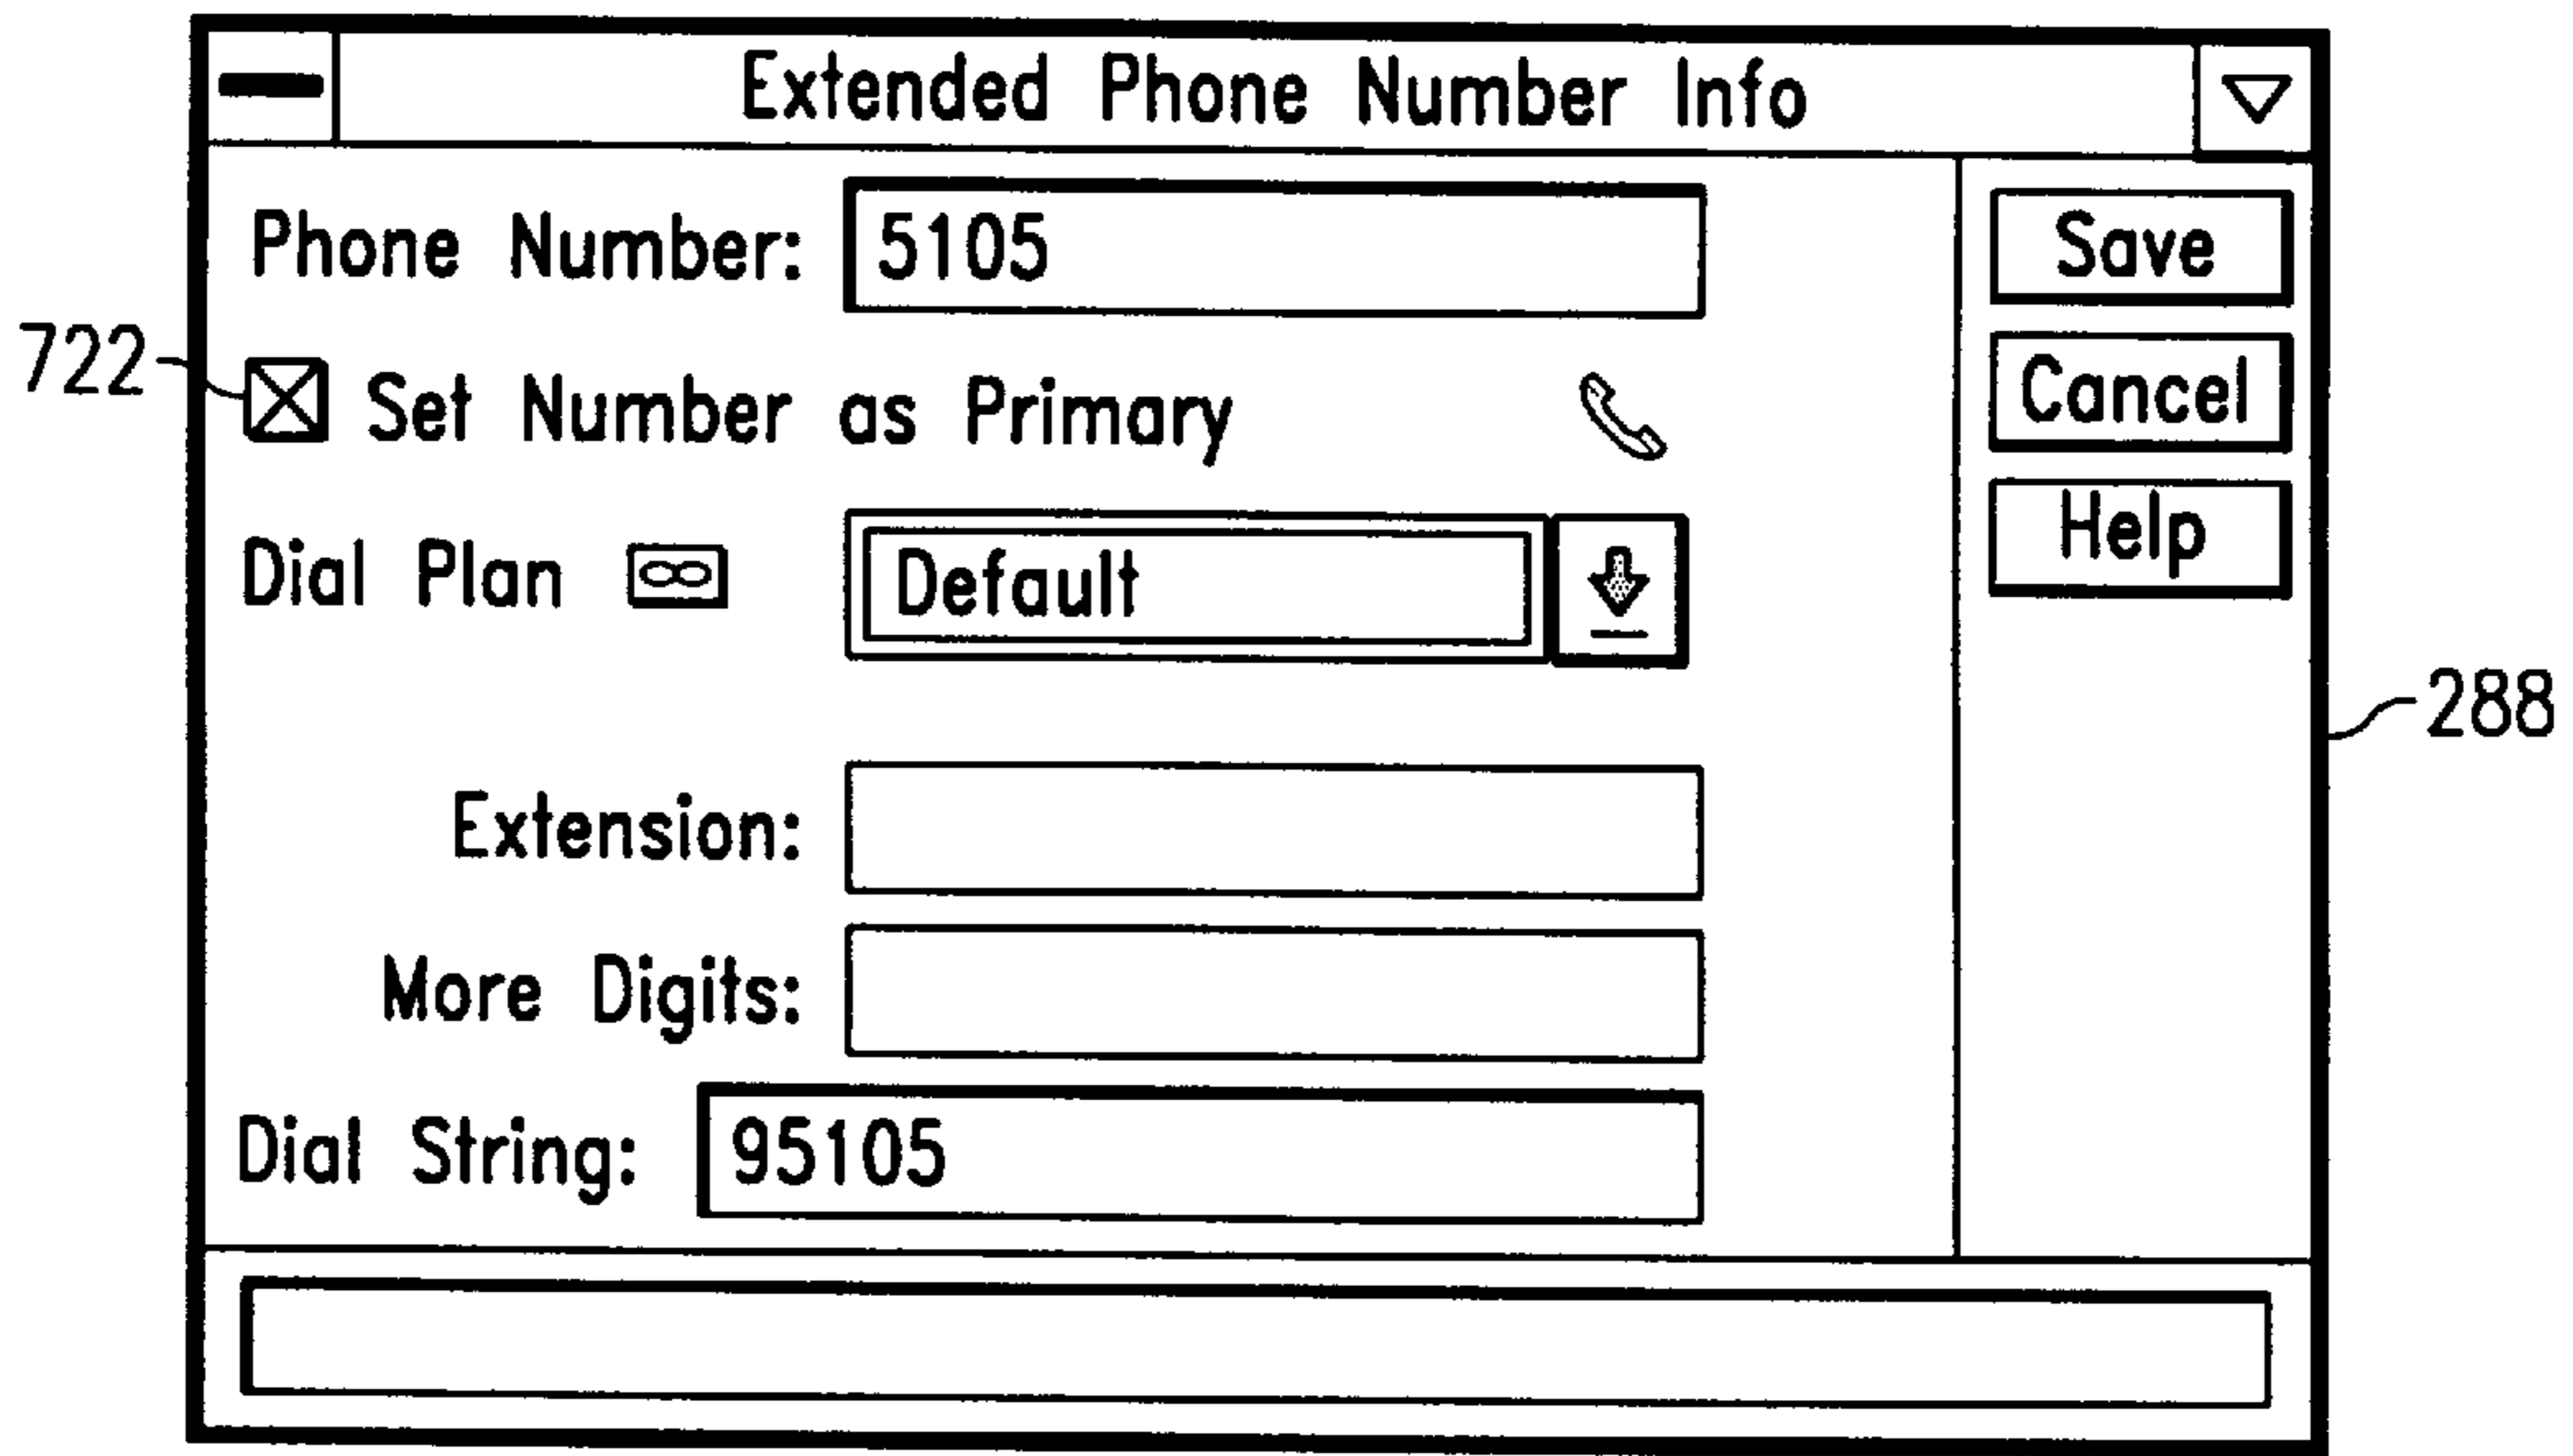 Extended Phone Number Info
Phone Number: 5105
Save
722
Set Number as Primary
Cancel
Dial Plan Default
Help
288
Extension:
More Digits:
Dial String: 95105